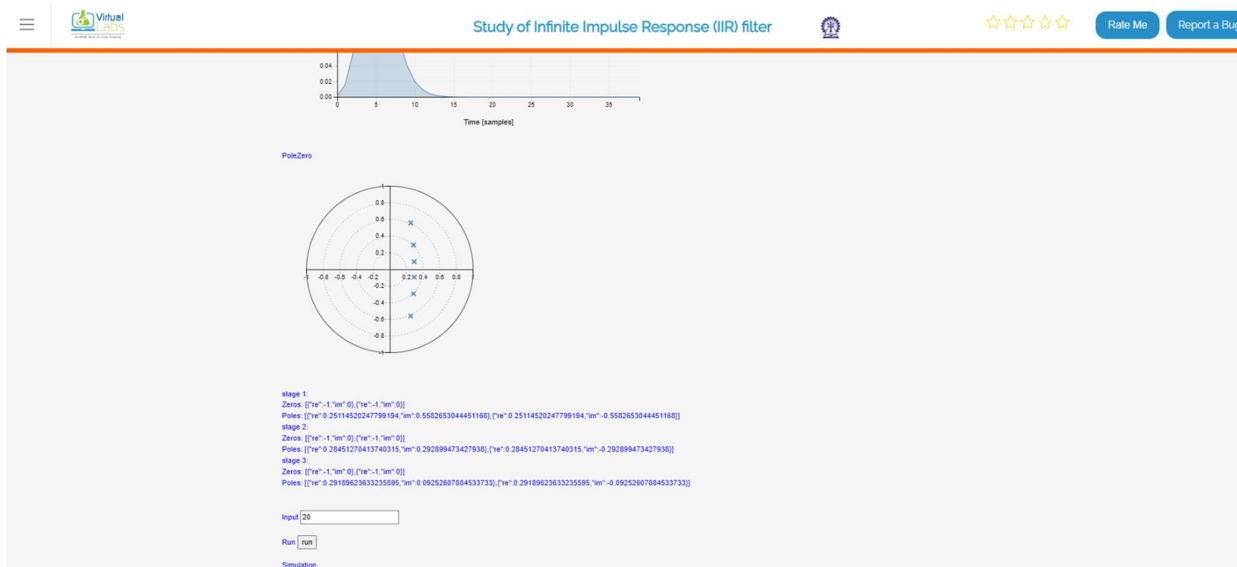 Virtual
Labs
Study of Infinite Impulse Response (IIR) filter
Rate Me
Report a Bug
0.04
0.02
0.00
0 5 10 15 20 25 30 35
Time [samples]
PoleZero
1
0.8
0.6
0.4
0.2
-1 -0.8 -0.6 -0.4 -0.2 0.2 0.4 0.6 0.8 1
-0.2
-0.4
-0.6
-0.8
-1
stage 1:
Zeros: [{"re":-1,"im":0},{"re":-1,"im":0}]
Poles: [{"re":0.25114520247799194,"im":0.5582653044451168},{"re":0.25114520247799194,"im":-0.5582653044451168}]
stage 2:
Zeros: [{"re":-1,"im":0},{"re":-1,"im":0}]
Poles: [{"re":0.28451270413740315,"im":0.292899473427938},{"re":0.28451270413740315,"im":-0.292899473427938}]
stage 3:
Zeros: [{"re":-1,"im":0},{"re":-1,"im":0}]
Poles: [{"re":0.29189623633235595,"im":0.09252607884533733},{"re":0.29189623633235595,"im":-0.09252607884533733}]
Input 20
Run run
Simulation